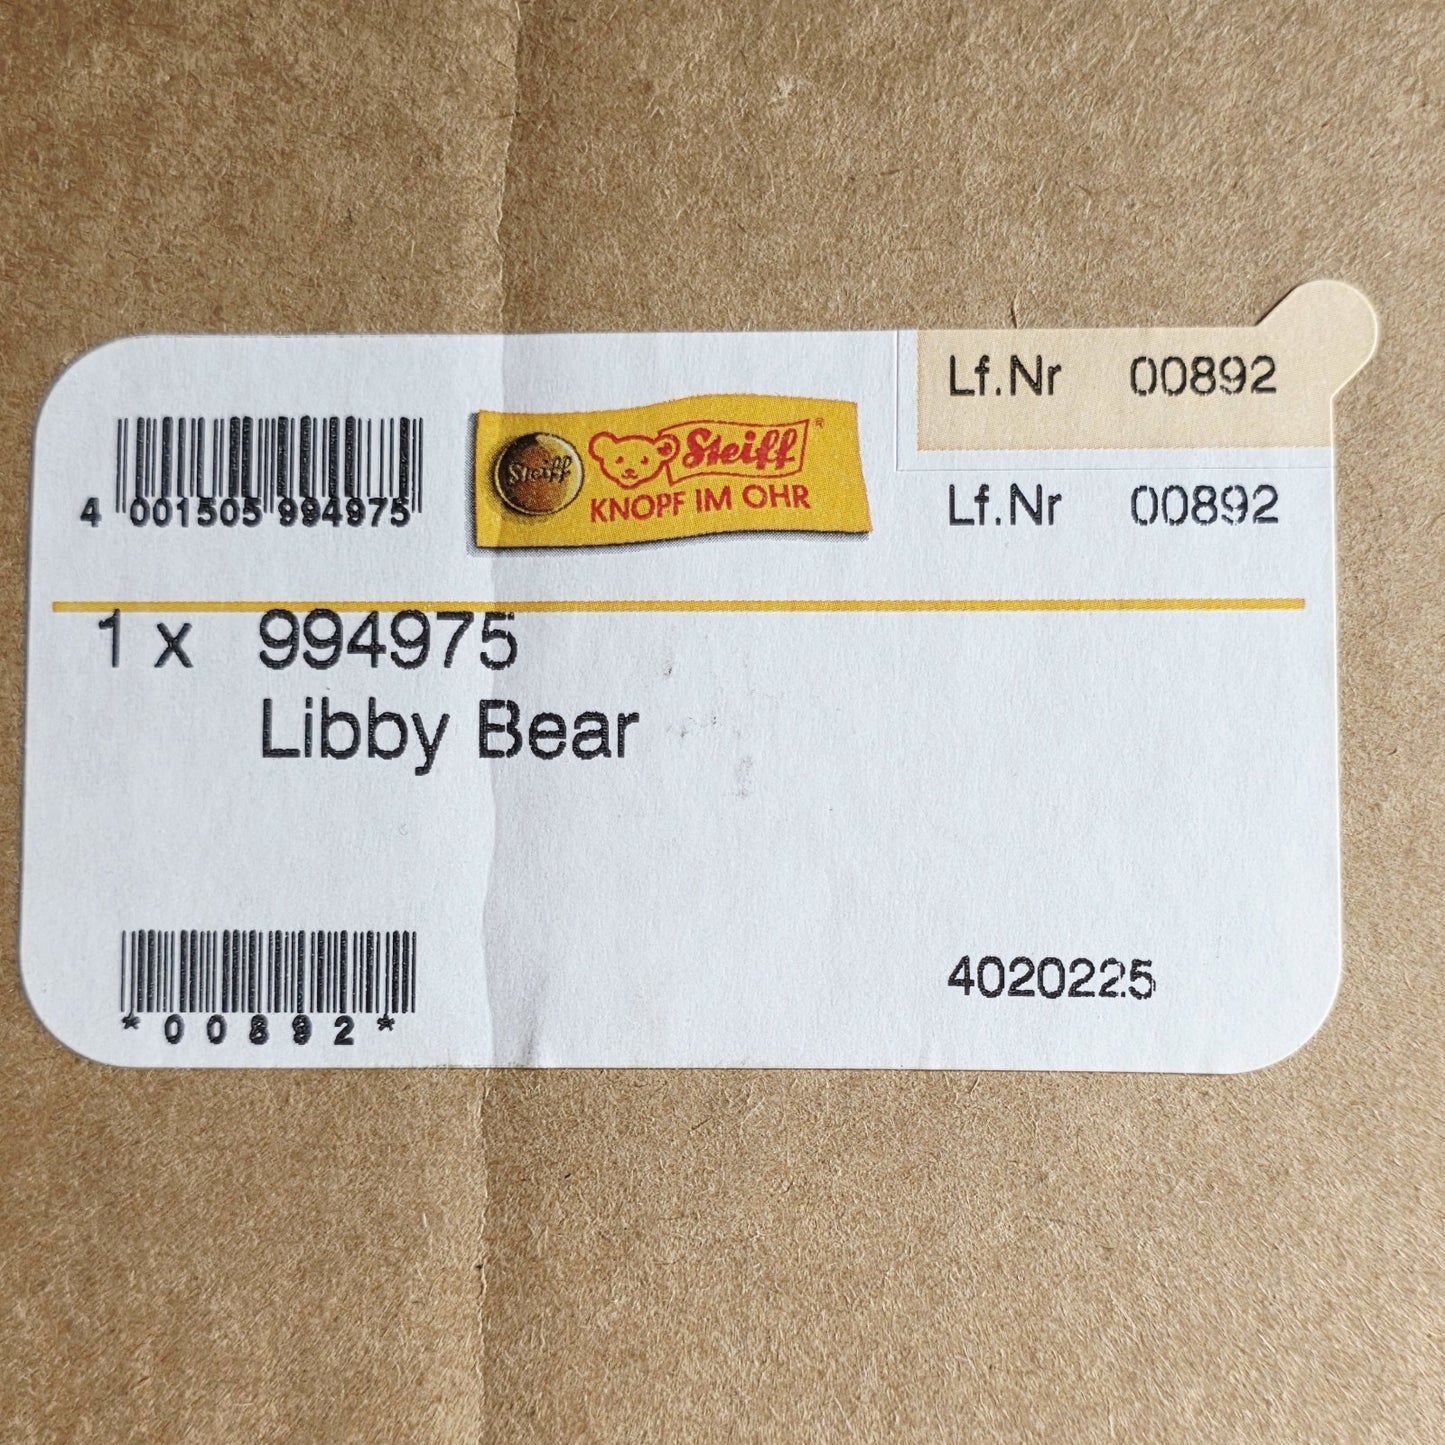 Lf.Nr 00892
4 001505 994975
Steiff
Steiff®
KNOPF IM OHR
Lf.Nr 00892
1 x 994975
Libby Bear
*00892*
4020225